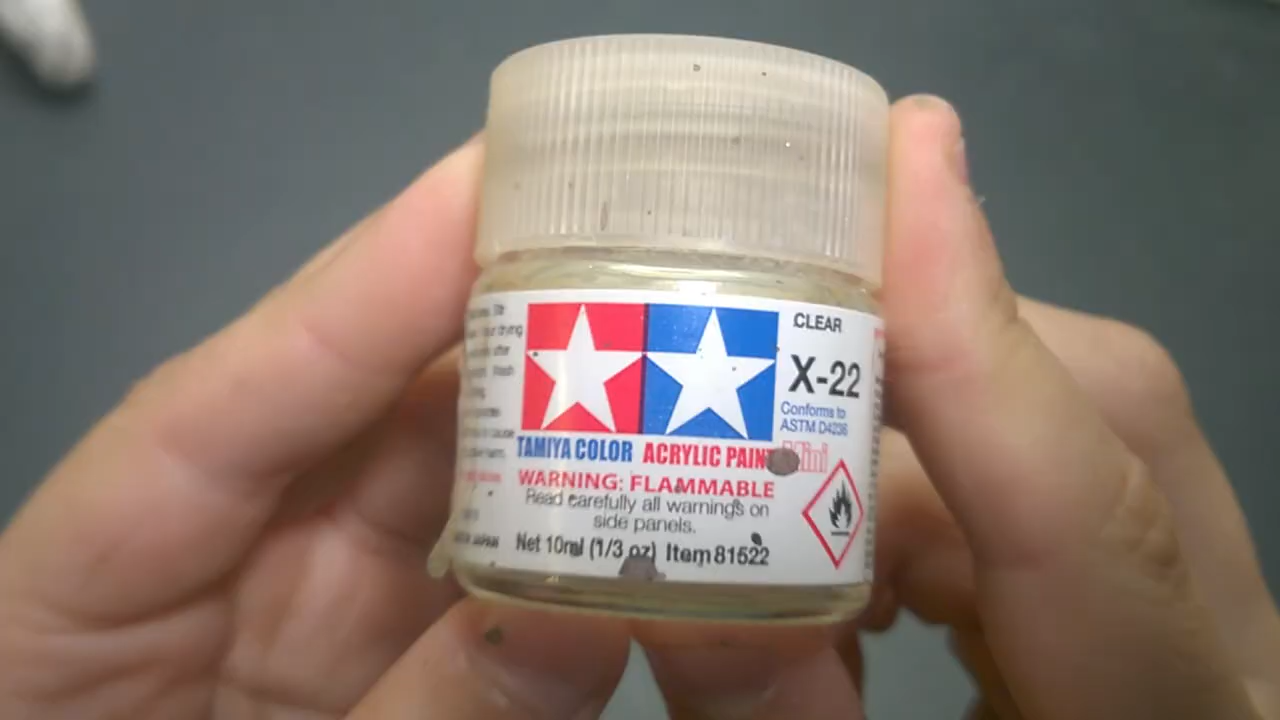 CLEAR
X-22
Conforms to
ASTM D4236
TAMIYA COLOR ACRYLIC PAINT
Mini
WARNING: FLAMMABLE
Read carefully all warnings on
side panels.
Net 10ml (1/3 oz) Item 81522